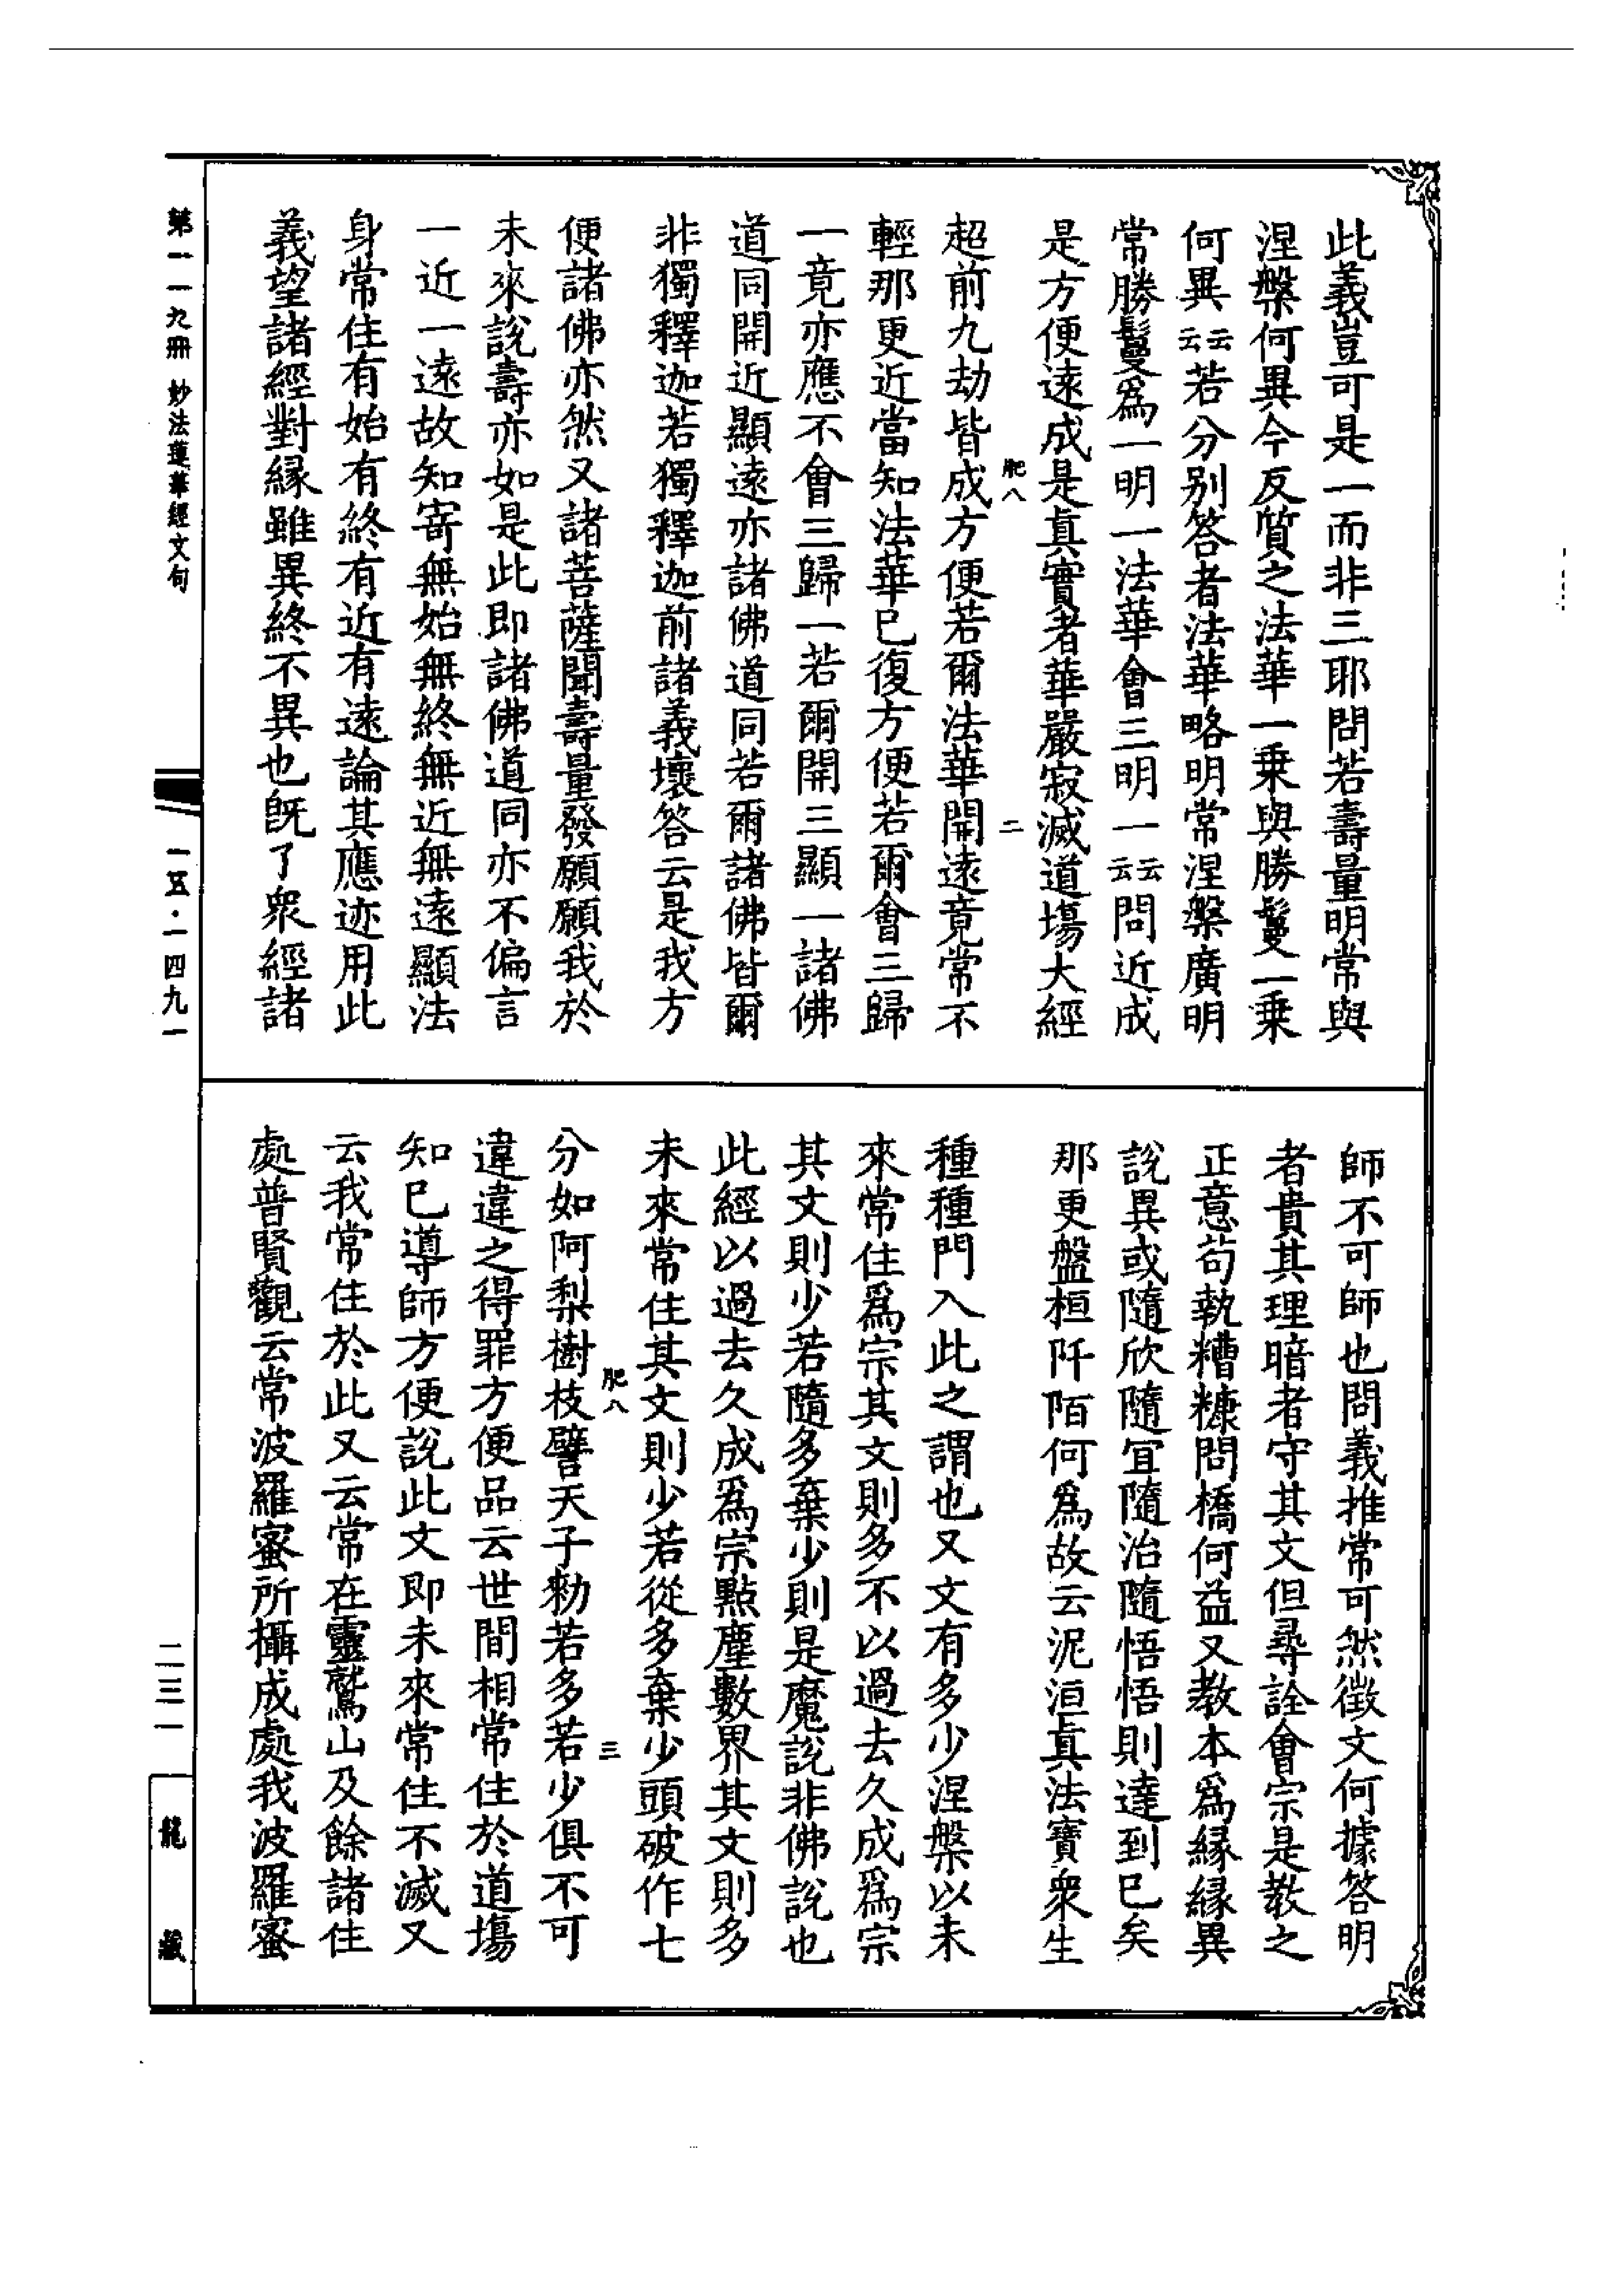 此義豈可是一而非三耶問若壽量明常與
涅槃何異今反質之法華一乗與勝鬘一乗
何異云云若分别答者法華略明常涅槃廣明
常勝鬘爲一明一法華會三明一云云問近成
是方便遠成是眞實者華嚴寂滅道場大經
肥八
二
超前九劫皆成方便若爾法華開遠竟常不
輕那更近當知法華已復方便若爾會三歸
一竟亦應不會三歸一若爾開三顯一諸佛
道同開近顯遠亦諸佛道同若爾諸佛皆爾
非獨釋迦若獨釋迦前諸義壞答云是我方
便諸佛亦然又諸菩薩聞壽量發願願我於
未來說壽亦如是此即諸佛道同亦不偏言
一近一遠故知寄無始無終無近無遠顯法
身常住有始有終有近有遠論其應迹用此
義望諸經對縁雖異終不異也旣了衆經諸
師不可師也問義推常可然徵文何據答明
者貴其理暗者守其文但尋詮會宗是教之
正意茍執糟糠問橋何益又教本爲縁縁異
說異或隨欣隨宜隨治隨悟悟則達到巳矣
那更盤桓阡陌何爲故云泥洹眞法寶衆生
種種門入此之謂也又文有多少涅槃以未
來常住爲宗其文則多不以過去久成爲宗
其文則少若隨多棄少則是魔說非佛說也
此經以過去久成爲宗點塵數界其文則多
未來常住其文則少若從多棄少頭破作七
肥八
三
分如阿梨樹枝譬天子勑若多若少俱不可
違違之得罪方便品云世間相常住於道場
知巳導師方便說此文即未來常住不滅又
云我常住於此又云常在靈鷲山及餘諸住
處普賢觀云常波羅蜜所攝成處我波羅蜜
第一一九冊 妙法蓮華經文句
一五·一四九一
二三一
龍藏